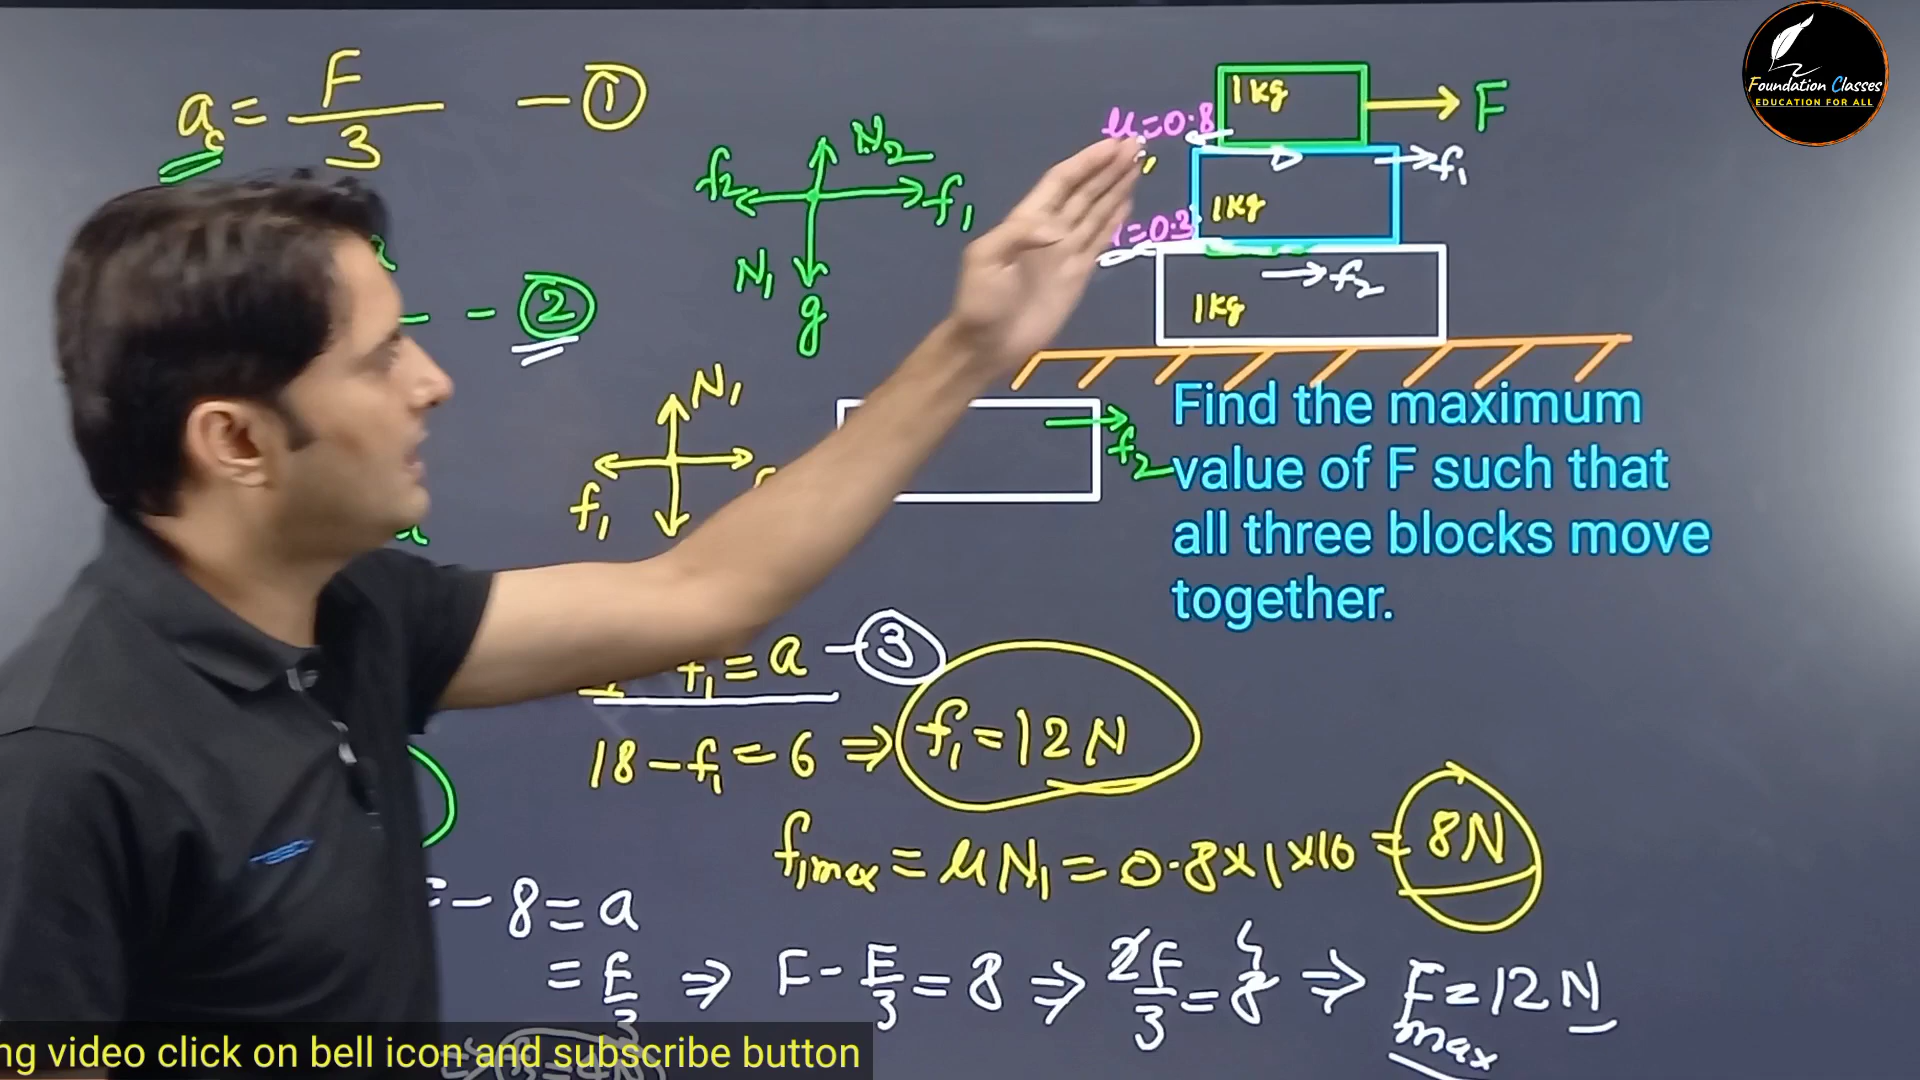 a_c = F/3 — ①
a
— ②
a
f₂ N₂ f₁
N₁
g
N₁
f₁
1kg F
μ=0.8
f₁
1kg
=0.3
f₂
1kg
f₂
Foundation Classes
EDUCATION FOR ALL
Find the maximum
value of F such that
all three blocks move
together.
f₁ = a — ③
18 − f₁ = 6 ⇒ f₁ = 12 N
f₁max = μN₁ = 0.8×1×10 = 8N
− 8 = a
= F/3 ⇒ F − F/3 = 8 ⇒ 2F/3 = 8 ⇒ F = 12 N
4
max
ng video click on bell icon and subscribe button